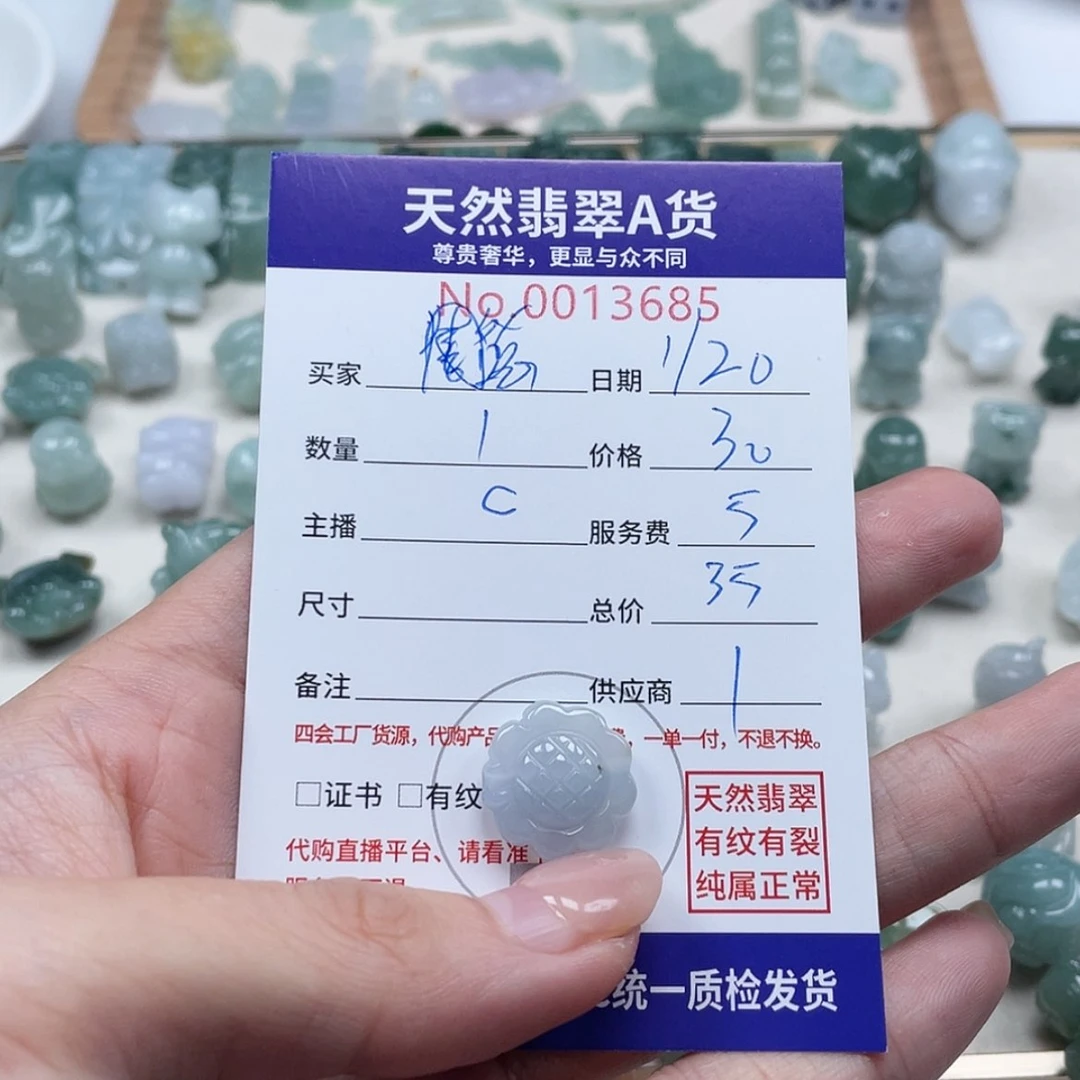 天然翡翠A货
尊贵奢华，更显与众不同
No.0013685
买家 日期 1/20
数量 1 价格 30
主播 C 服务费 5
尺寸 总价 35
备注 供应商 1
四会工厂货源，代购产品 一单一付，不退不换。
□证书 □有纹
天然翡翠
有纹有裂
纯属正常
代购直播平台、请看准
统一质检发货